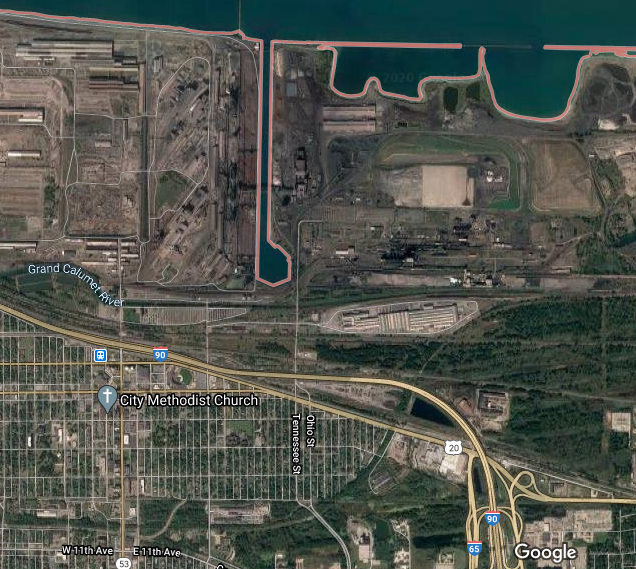 Grand Calumet River
90
City Methodist Church
Ohio St
Tennessee St
20
90
65
W 11th Ave
E 11th Ave
53
Google